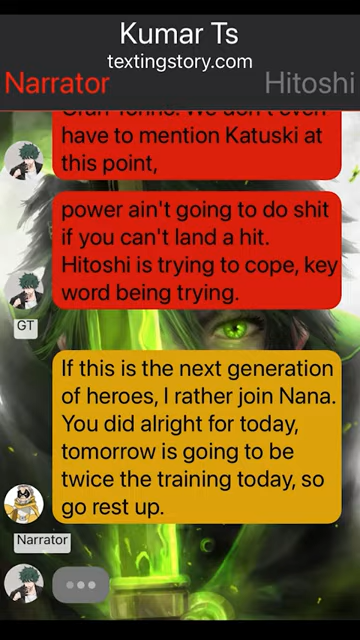 Kumar Ts
textingstory.com
Narrator Hitoshi
have to mention Katuski at
this point,
power ain't going to do shit
if you can't land a hit.
Hitoshi is trying to cope, key
word being trying.
GT
If this is the next generation
of heroes, I rather join Nana.
You did alright for today,
tomorrow is going to be
twice the training today, so
go rest up.
Narrator